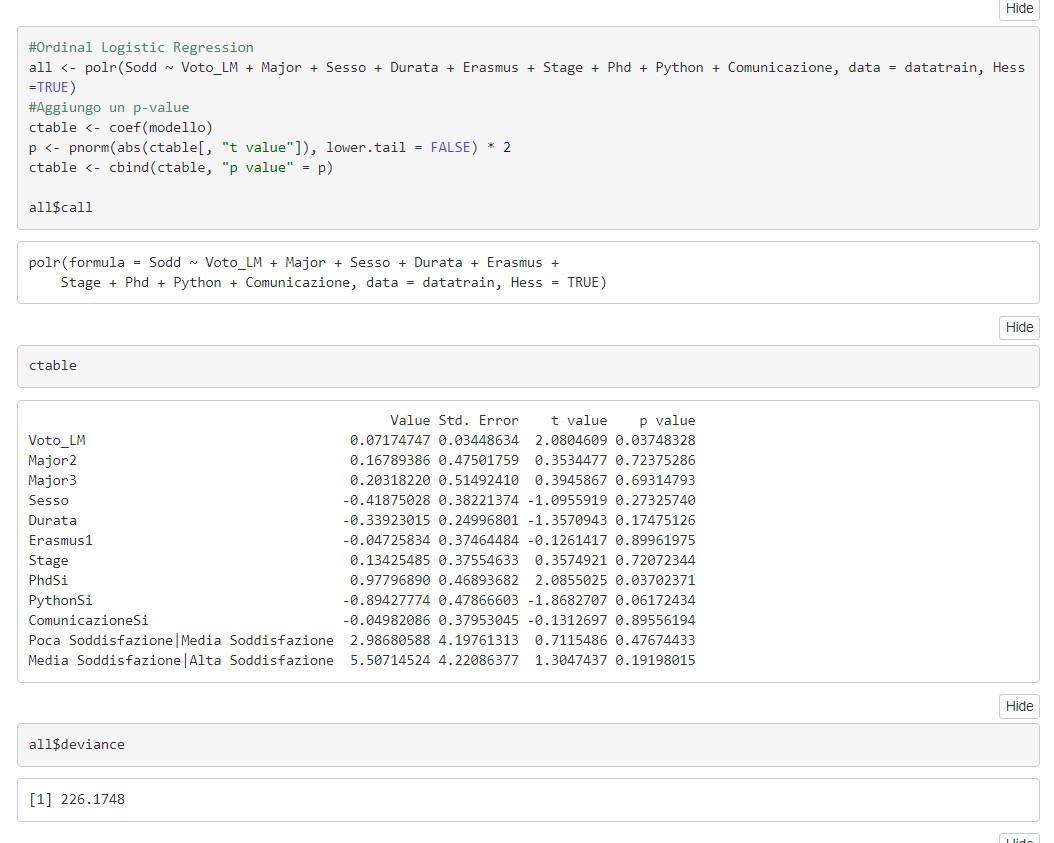 Hide
#Ordinal Logistic Regression
all <- polr(Sodd ~ Voto_LM + Major + Sesso + Durata + Erasmus + Stage + Phd + Python + Comunicazione, data = datatrain, Hess
=TRUE)
#Aggiungo un p-value
ctable <- coef(modello)
p <- pnorm(abs(ctable[, "t value"]), lower.tail = FALSE) * 2
ctable <- cbind(ctable, "p value" = p)
all$call
polr(formula = Sodd ~ Voto_LM + Major + Sesso + Durata + Erasmus +
Stage + Phd + Python + Comunicazione, data = datatrain, Hess = TRUE)
Hide
ctable
Value Std. Error t value p value
Voto_LM 0.07174747 0.03448634 2.0804609 0.03748328
Major2 0.16789386 0.47501759 0.3534477 0.72375286
Major3 0.20318220 0.51492410 0.3945867 0.69314793
Sesso -0.41875028 0.38221374 -1.0955919 0.27325740
Durata -0.33923015 0.24996801 -1.3570943 0.17475126
Erasmus1 -0.04725834 0.37464484 -0.1261417 0.89961975
Stage 0.13425485 0.37554633 0.3574921 0.72072344
PhdSi 0.97796890 0.46893682 2.0855025 0.03702371
PythonSi -0.89427774 0.47866603 -1.8682707 0.06172434
ComunicazioneSi -0.04982086 0.37953045 -0.1312697 0.89556194
Poca Soddisfazione|Media Soddisfazione 2.98680588 4.19761313 0.7115486 0.47674433
Media Soddisfazione|Alta Soddisfazione 5.50714524 4.22086377 1.3047437 0.19198015
Hide
all$deviance
[1] 226.1748
Hide